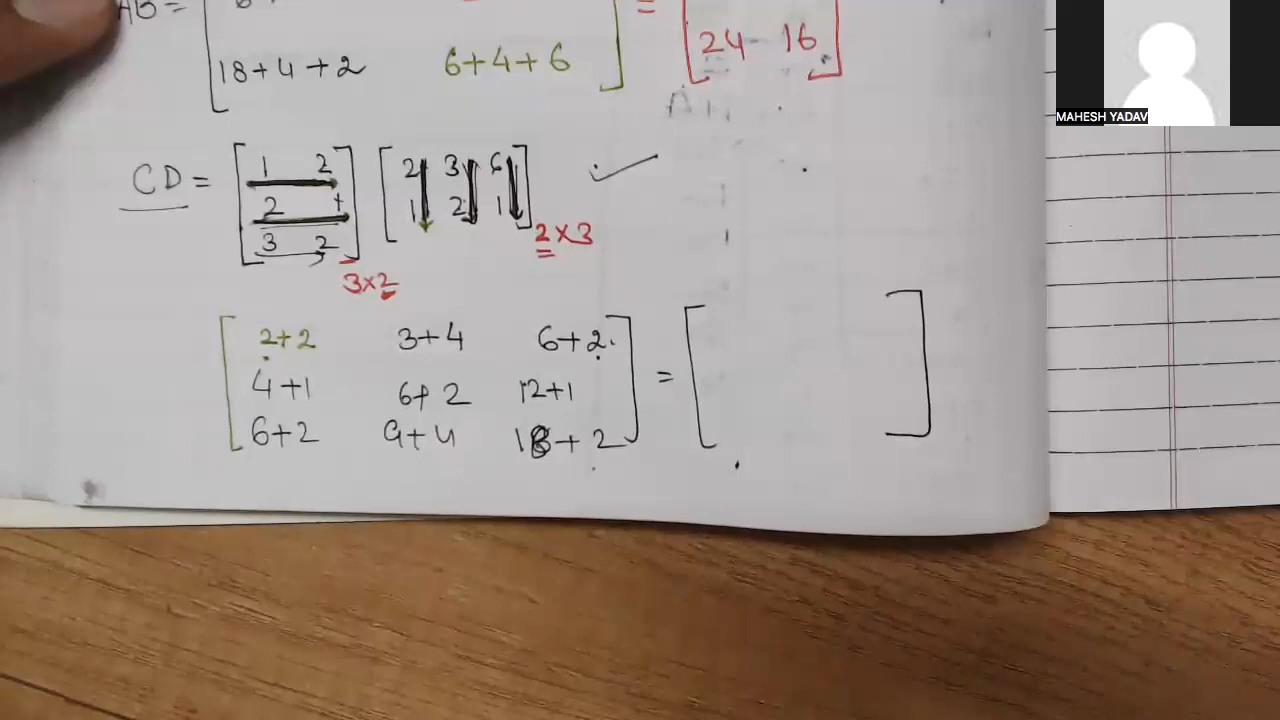 AB = [ =
[18+4+2 6+4+6] = [24 16]
MAHESH YADAV
CD = [1 2] [2 3 6]
[2 1] [1 2 1] 2×3
[3 2] 3×2
[2+2 3+4 6+2] = [ ]
4+1 6+2 12+1
6+2 9+4 18+2